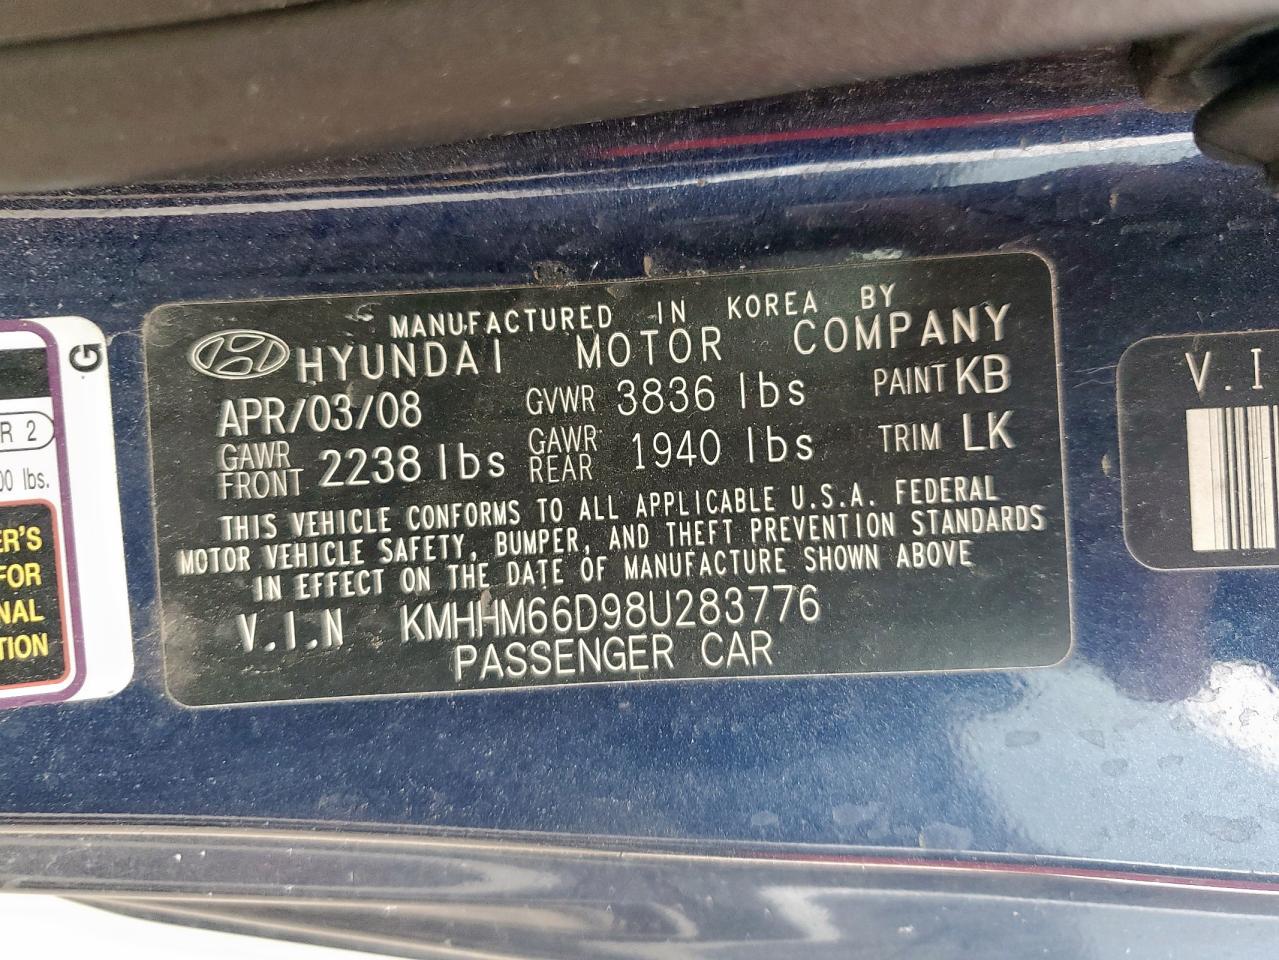 MANUFACTURED IN KOREA BY
HYUNDAI MOTOR COMPANY
APR/03/08 GVWR 3836 lbs PAINT KB
GAWR FRONT 2238 lbs GAWR REAR 1940 lbs TRIM LK
THIS VEHICLE CONFORMS TO ALL APPLICABLE U.S.A. FEDERAL
MOTOR VEHICLE SAFETY, BUMPER, AND THEFT PREVENTION STANDARDS
IN EFFECT ON THE DATE OF MANUFACTURE SHOWN ABOVE
V.I.N KMHHM66D98U283776
PASSENGER CAR
G
R 2
00 lbs.
ER'S
FOR
NAL
TION
V.I